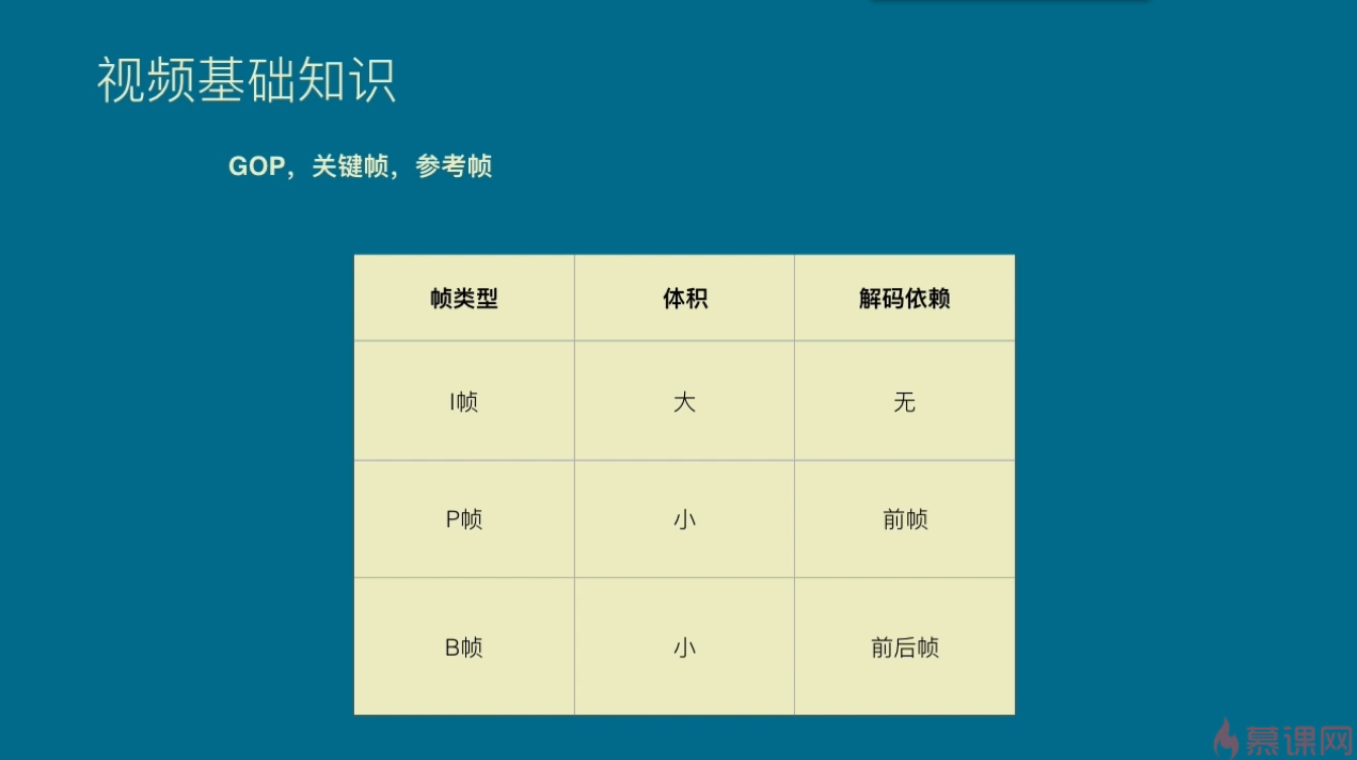 视频基础知识
GOP，关键帧，参考帧
帧类型 体积 解码依赖
I帧 大 无
P帧 小 前帧
B帧 小 前后帧
慕课网